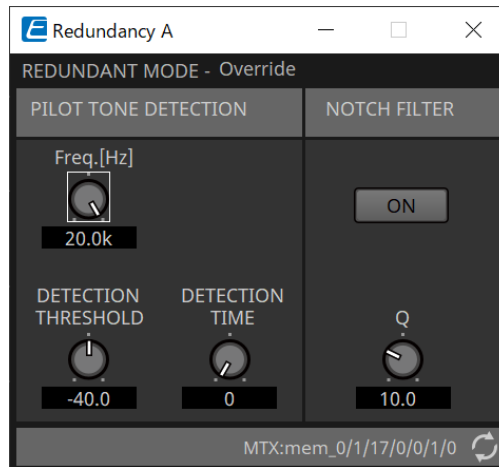 Redundancy A
REDUNDANT MODE - Override
PILOT TONE DETECTION
NOTCH FILTER
Freq.[Hz]
20.0k
ON
DETECTION THRESHOLD
DETECTION TIME
Q
-40.0
0
10.0
MTX:mem_0/1/17/0/0/1/0